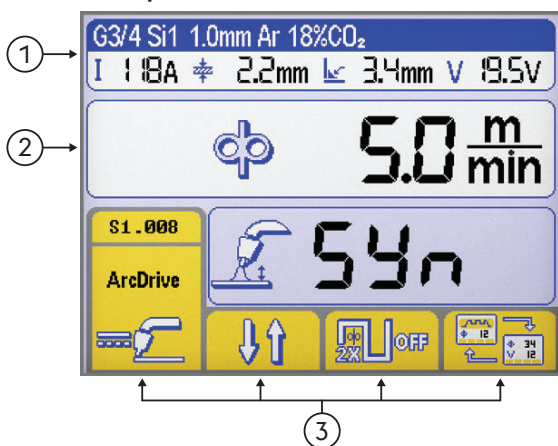 G3/4 Si1 1.0mm Ar 18%CO₂
I 118A 2.2mm 3.4mm V 19.5V
1
2
5.0 m/min
S1.008
Syn
ArcDrive
2X OFF
12
34
V 12
3